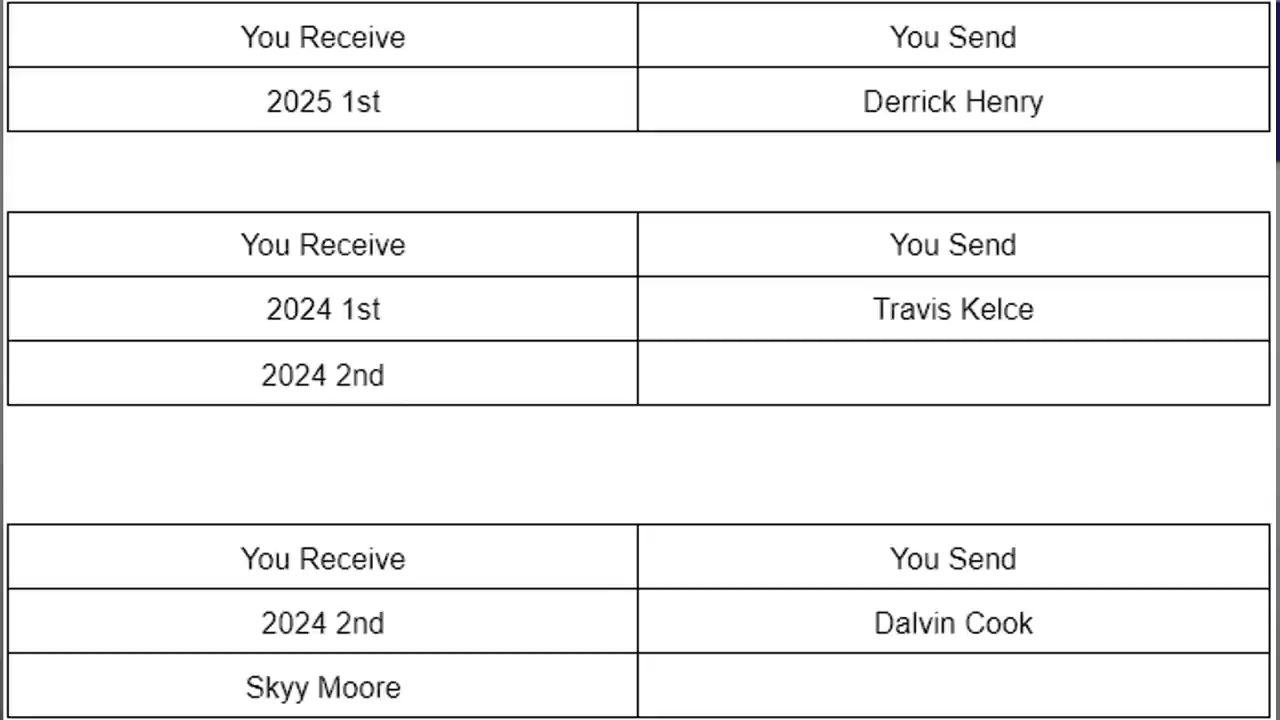 You Receive You Send
2025 1st Derrick Henry
You Receive You Send
2024 1st Travis Kelce
2024 2nd
You Receive You Send
2024 2nd Dalvin Cook
Skyy Moore